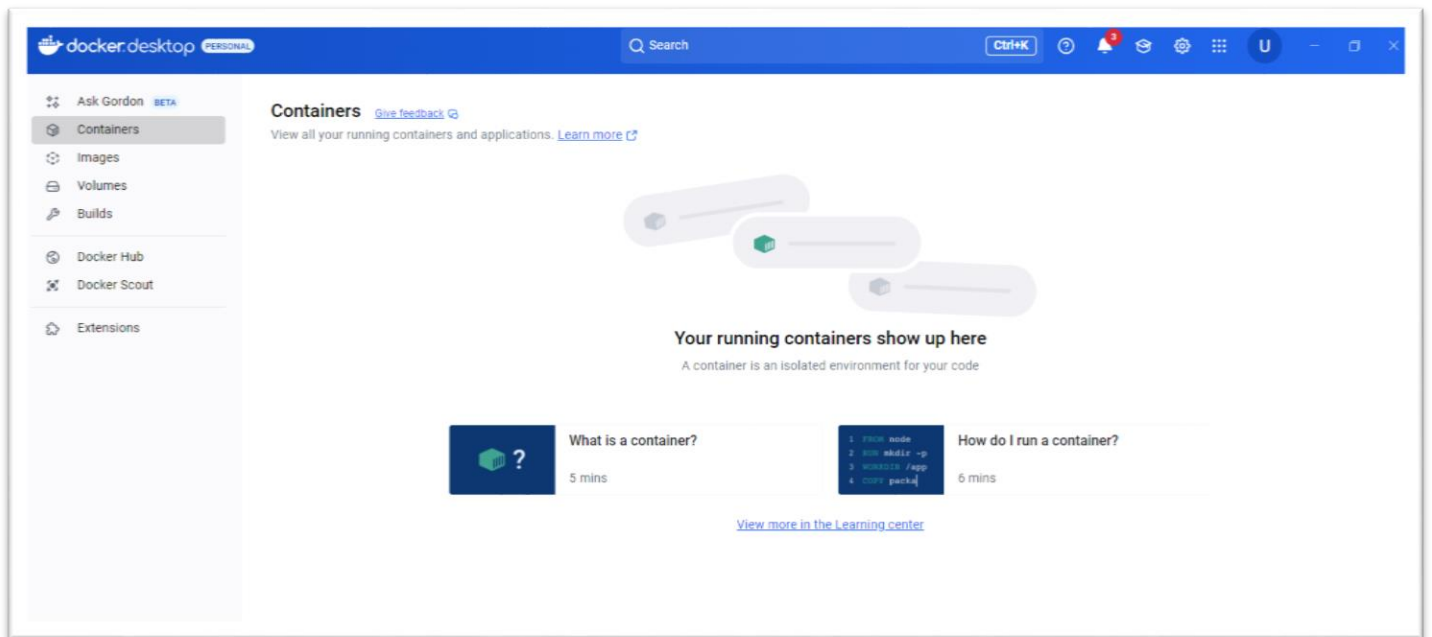 docker.desktop PERSONAL
Search
Ctrl+K
3
U
Ask Gordon BETA
Containers
Images
Volumes
Builds
Docker Hub
Docker Scout
Extensions
Containers Give feedback
View all your running containers and applications. Learn more
Your running containers show up here
A container is an isolated environment for your code
?
What is a container?
5 mins
1 FROM node
2 RUN mkdir -p
3 WORKDIR /app
4 COPY packa
How do I run a container?
6 mins
View more in the Learning center